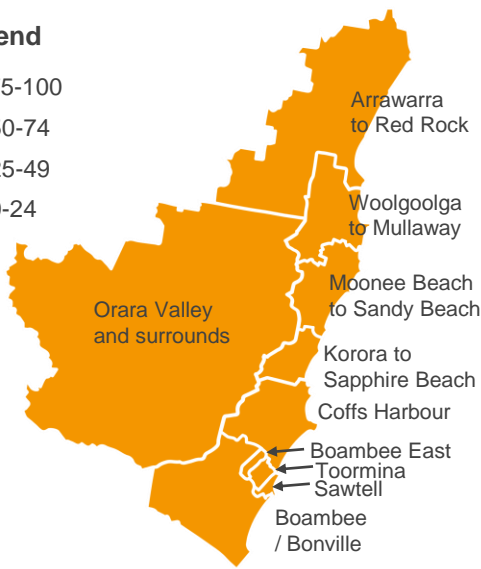 end
5-100
0-74
25-49
-24
Arrawarra
to Red Rock
Woolgoolga
to Mullaway
Moonee Beach
to Sandy Beach
Orara Valley
and surrounds
Korora to
Sapphire Beach
Coffs Harbour
Boambee East
Toormina
Sawtell
Boambee
/ Bonville